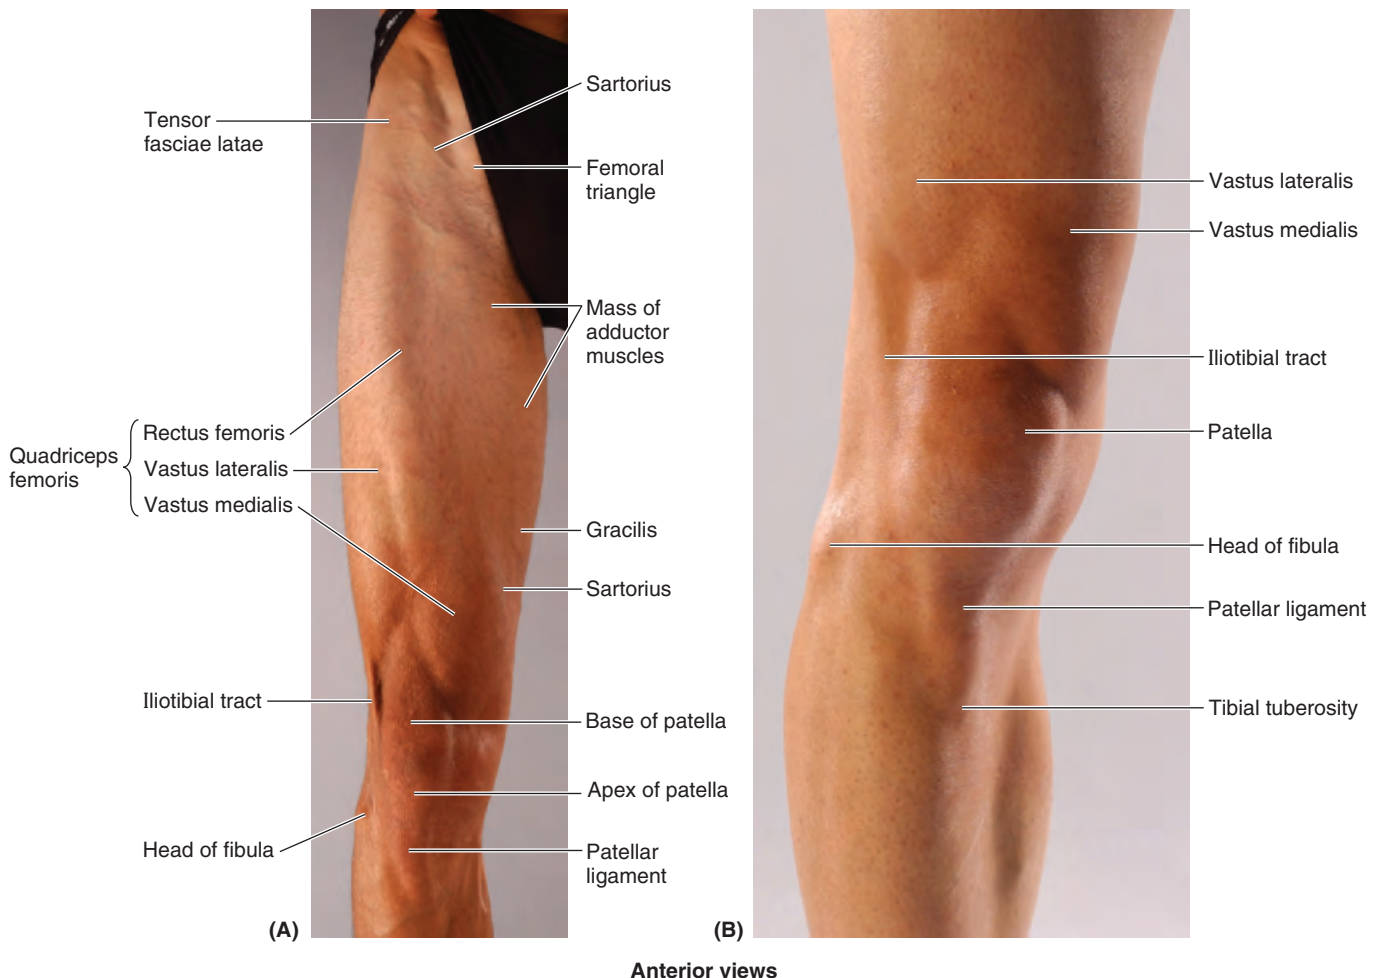 Tensor
fasciae latae
Quadriceps
femoris
Rectus femoris
Vastus lateralis
Vastus medialis
Iliotibial tract
Head of fibula
Sartorius
Femoral
triangle
Mass of
adductor
muscles
Gracilis
Sartorius
Base of patella
Apex of patella
Patellar
ligament
(A)
Vastus lateralis
Vastus medialis
Iliotibial tract
Patella
Head of fibula
Patellar ligament
Tibial tuberosity
(B)
Anterior views